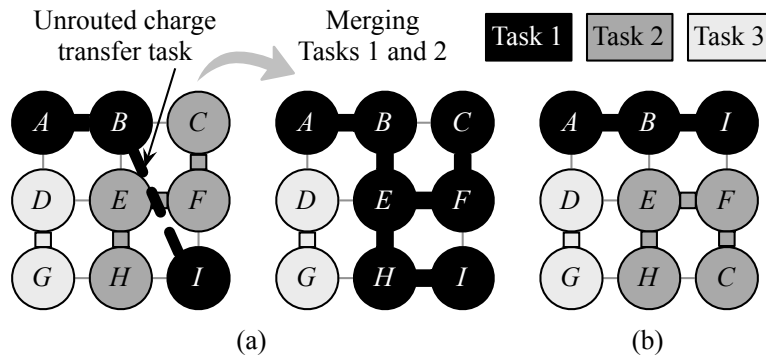 Unrouted charge
transfer task
Merging
Tasks 1 and 2
Task 1 Task 2 Task 3
A B C A B C A B I
D E F D E F D E F
G H I G H I G H C
(a) (b)